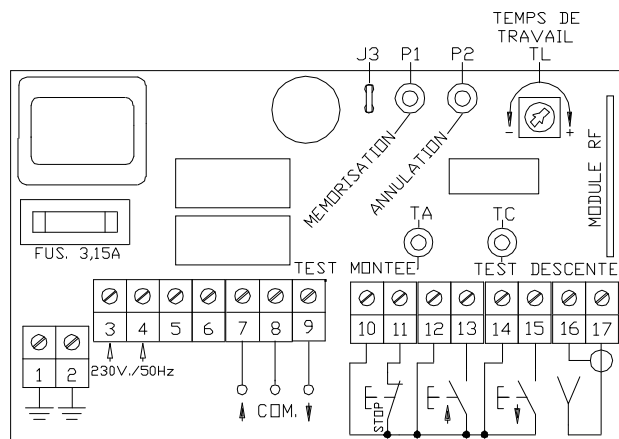 TEMPS DE
TRAVAIL
J3 P1 P2 TL
- +
MEMORISATION
ANNULATION
MODULE RF
FUS. 3,15A
TA TC
TEST MONTEE TEST DESCENTE
3 4 5 6 7 8 9 10 11 12 13 14 15 16 17
1 2
230V./50Hz
COM.
STOP